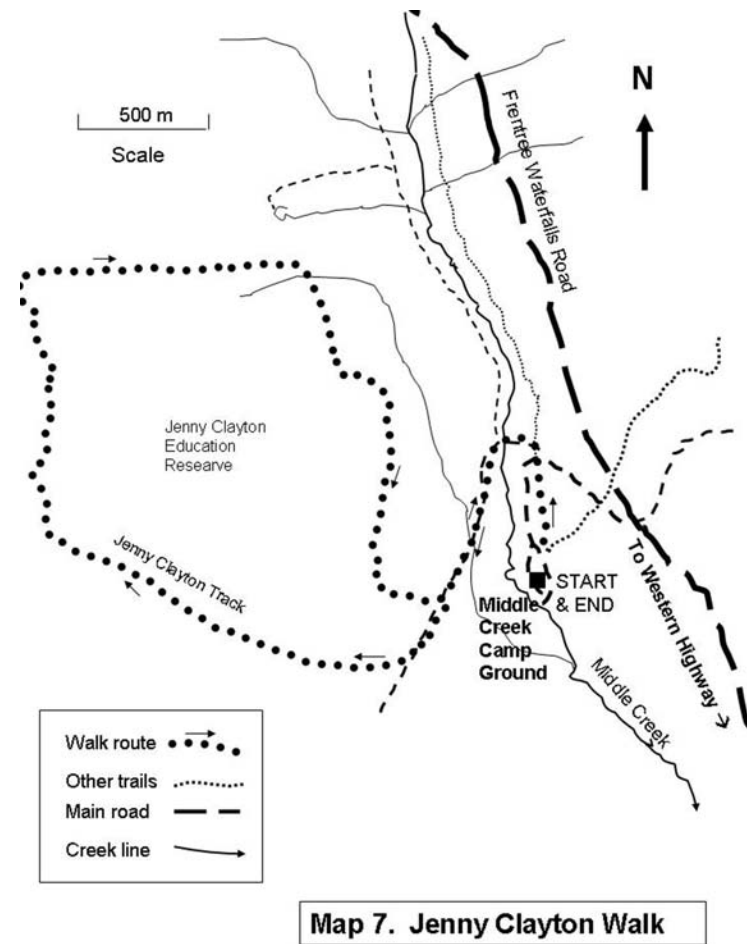 N
500 m
Scale
Frentree Waterfalls Road
Jenny Clayton
Education
Researve
Jenny Clayton Track
START
& END
Middle
Creek
Camp
Ground
To Western Highway
Middle Creek
Walk route
Other trails
Main road
Creek line
Map 7. Jenny Clayton Walk